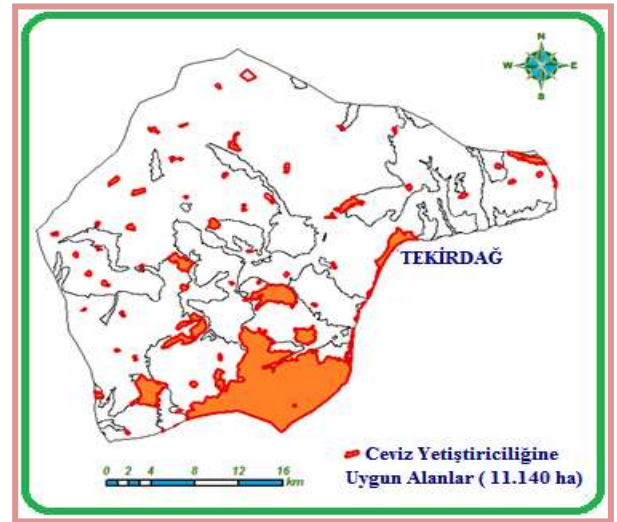 N
W E
S
TEKİRDAĞ
Ceviz Yetiştiriciliğine
Uygun Alanlar ( 11.140 ha)
0 2 4 8 12 16
km